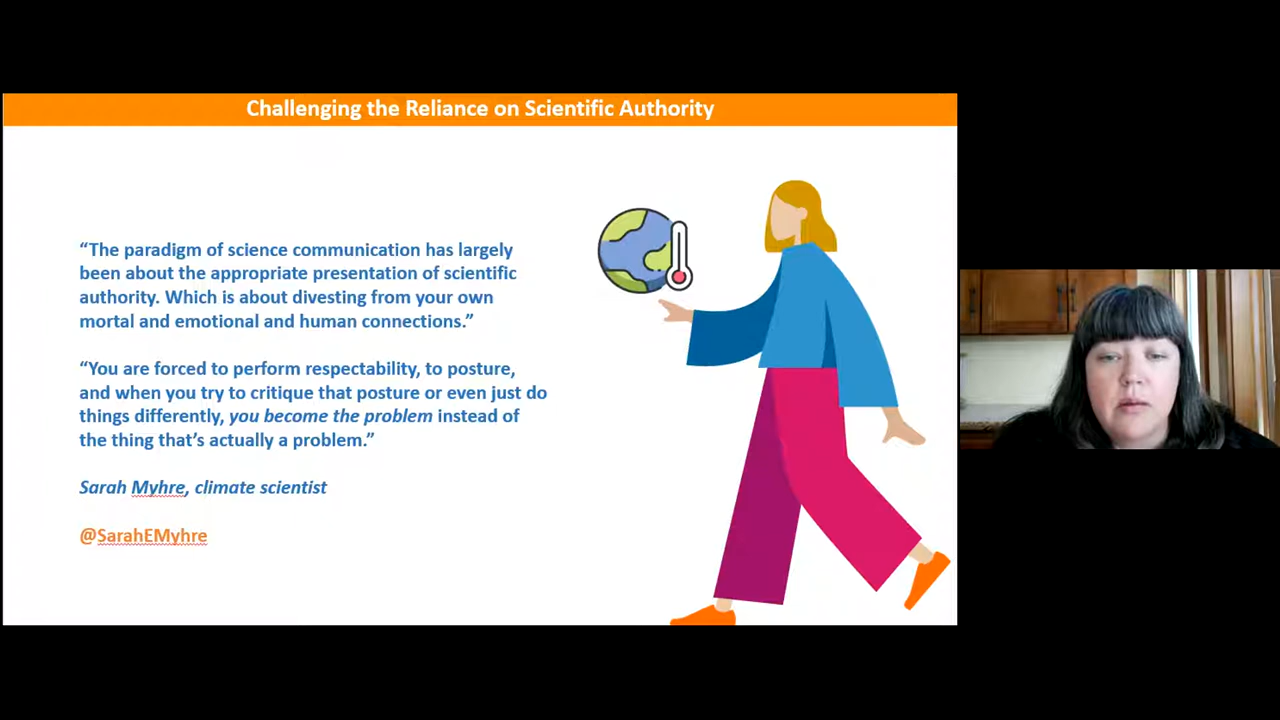 Challenging the Reliance on Scientific Authority
“The paradigm of science communication has largely
been about the appropriate presentation of scientific
authority. Which is about divesting from your own
mortal and emotional and human connections.”
“You are forced to perform respectability, to posture,
and when you try to critique that posture or even just do
things differently, you become the problem instead of
the thing that’s actually a problem.”
Sarah Myhre, climate scientist
@SarahEMyhre